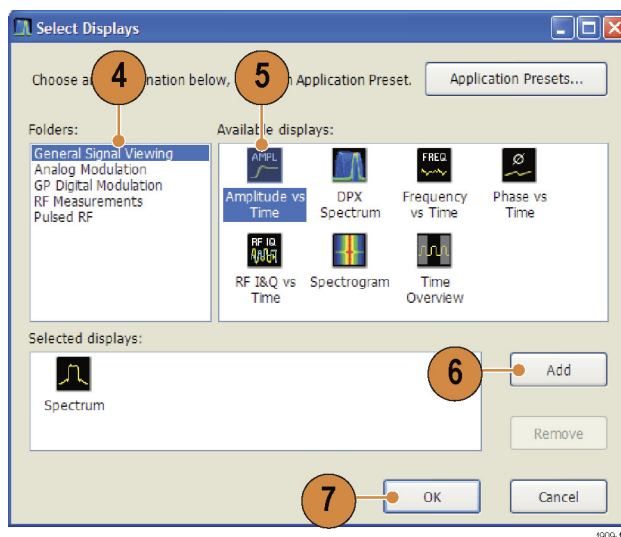 Select Displays
Choose a nation below, n Application Preset.
Application Presets...
4
5
Folders:
General Signal Viewing
Analog Modulation
GP Digital Modulation
RF Measurements
Pulsed RF
Available displays:
AMPL
FREQ
Ø
Amplitude vs Time
DPX Spectrum
Frequency vs Time
Phase vs Time
RF IQ
RF I&Q vs Time
Spectrogram
Time Overview
Selected displays:
Spectrum
6
Add
Remove
7
OK
Cancel